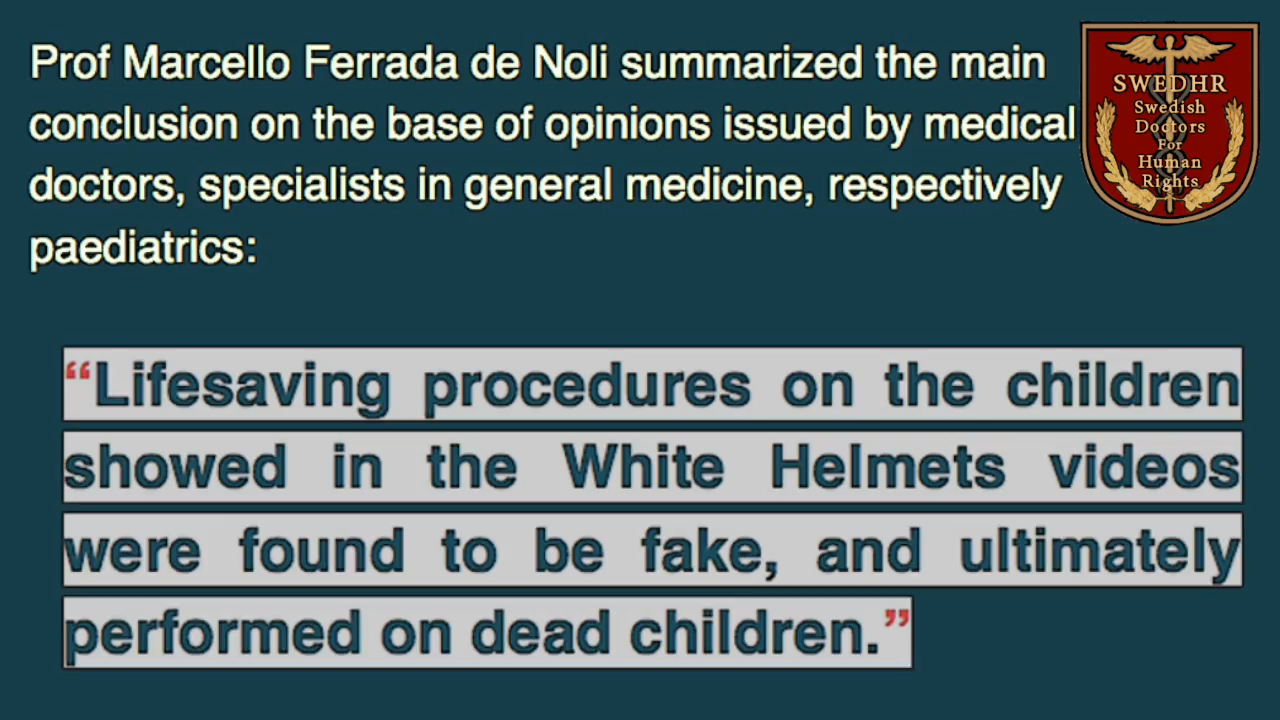 Prof Marcello Ferrada de Noli summarized the main
conclusion on the base of opinions issued by medical
doctors, specialists in general medicine, respectively
paediatrics:
SWEDHR
Swedish
Doctors
For
Human
Rights
“Lifesaving procedures on the children
showed in the White Helmets videos
were found to be fake, and ultimately
performed on dead children.”